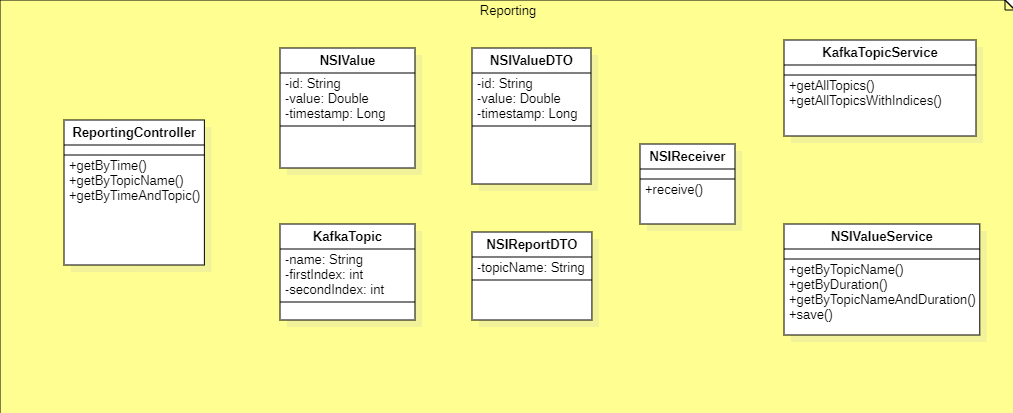 Reporting
ReportingController
+getByTime()
+getByTopicName()
+getByTimeAndTopic()
NSIValue
-id: String
-value: Double
-timestamp: Long
KafkaTopic
-name: String
-firstIndex: int
-secondIndex: int
NSIValueDTO
-id: String
-value: Double
-timestamp: Long
NSIReportDTO
-topicName: String
NSIReceiver
+receive()
KafkaTopicService
+getAllTopics()
+getAllTopicsWithIndices()
NSIValueService
+getByTopicName()
+getByDuration()
+getByTopicNameAndDuration()
+save()